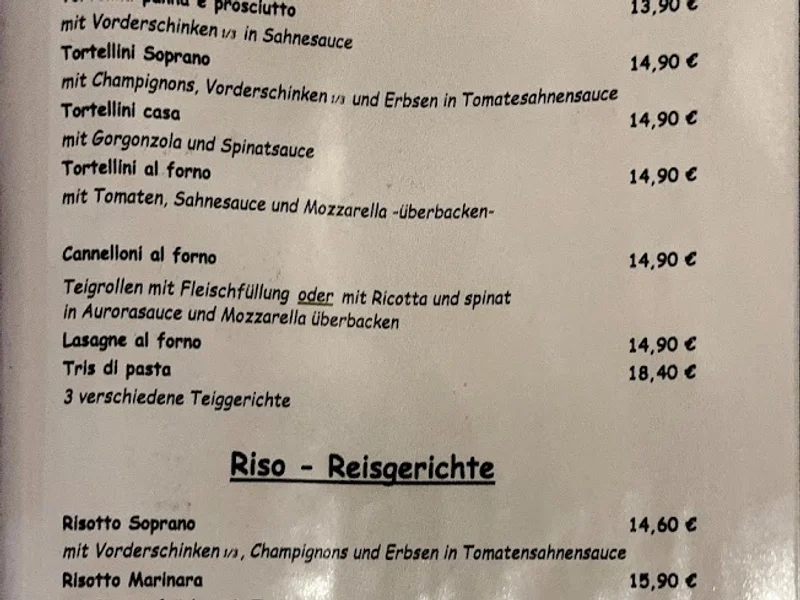 panna e prosciutto 13,90 €
mit Vorderschinken 1/3 in Sahnesauce
Tortellini Soprano 14,90 €
mit Champignons, Vorderschinken 1/3 und Erbsen in Tomatesahnensauce
Tortellini casa 14,90 €
mit Gorgonzola und Spinatsauce
Tortellini al forno 14,90 €
mit Tomaten, Sahnesauce und Mozzarella -überbacken-
Cannelloni al forno 14,90 €
Teigrollen mit Fleischfüllung oder mit Ricotta und spinat
in Aurorasauce und Mozzarella überbacken
Lasagne al forno 14,90 €
Tris di pasta 18,40 €
3 verschiedene Teiggerichte
Riso - Reisgerichte
Risotto Soprano 14,60 €
mit Vorderschinken 1/3, Champignons und Erbsen in Tomatensahnensauce
Risotto Marinara 15,90 €